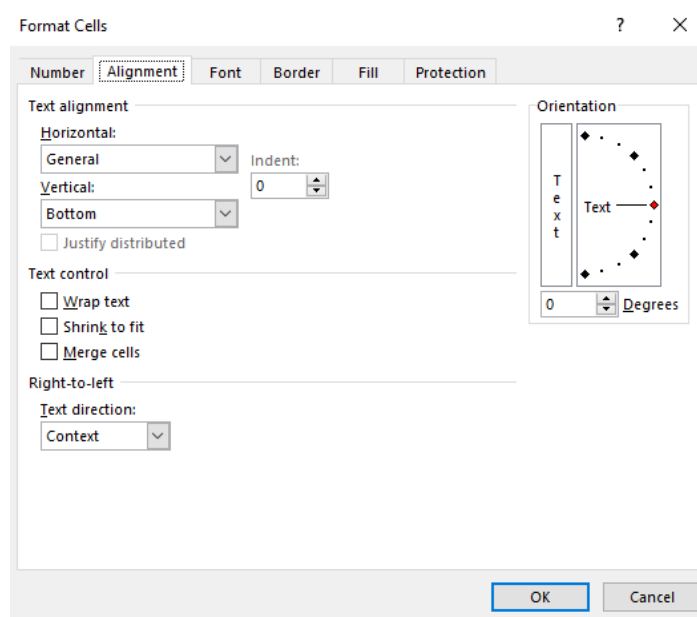 Format Cells ? ×
Number Alignment Font Border Fill Protection
Text alignment
Horizontal:
General
Indent:
0
Vertical:
Bottom
Justify distributed
Text control
Wrap text
Shrink to fit
Merge cells
Right-to-left
Text direction:
Context
Orientation
Text
Text
0 Degrees
OK Cancel